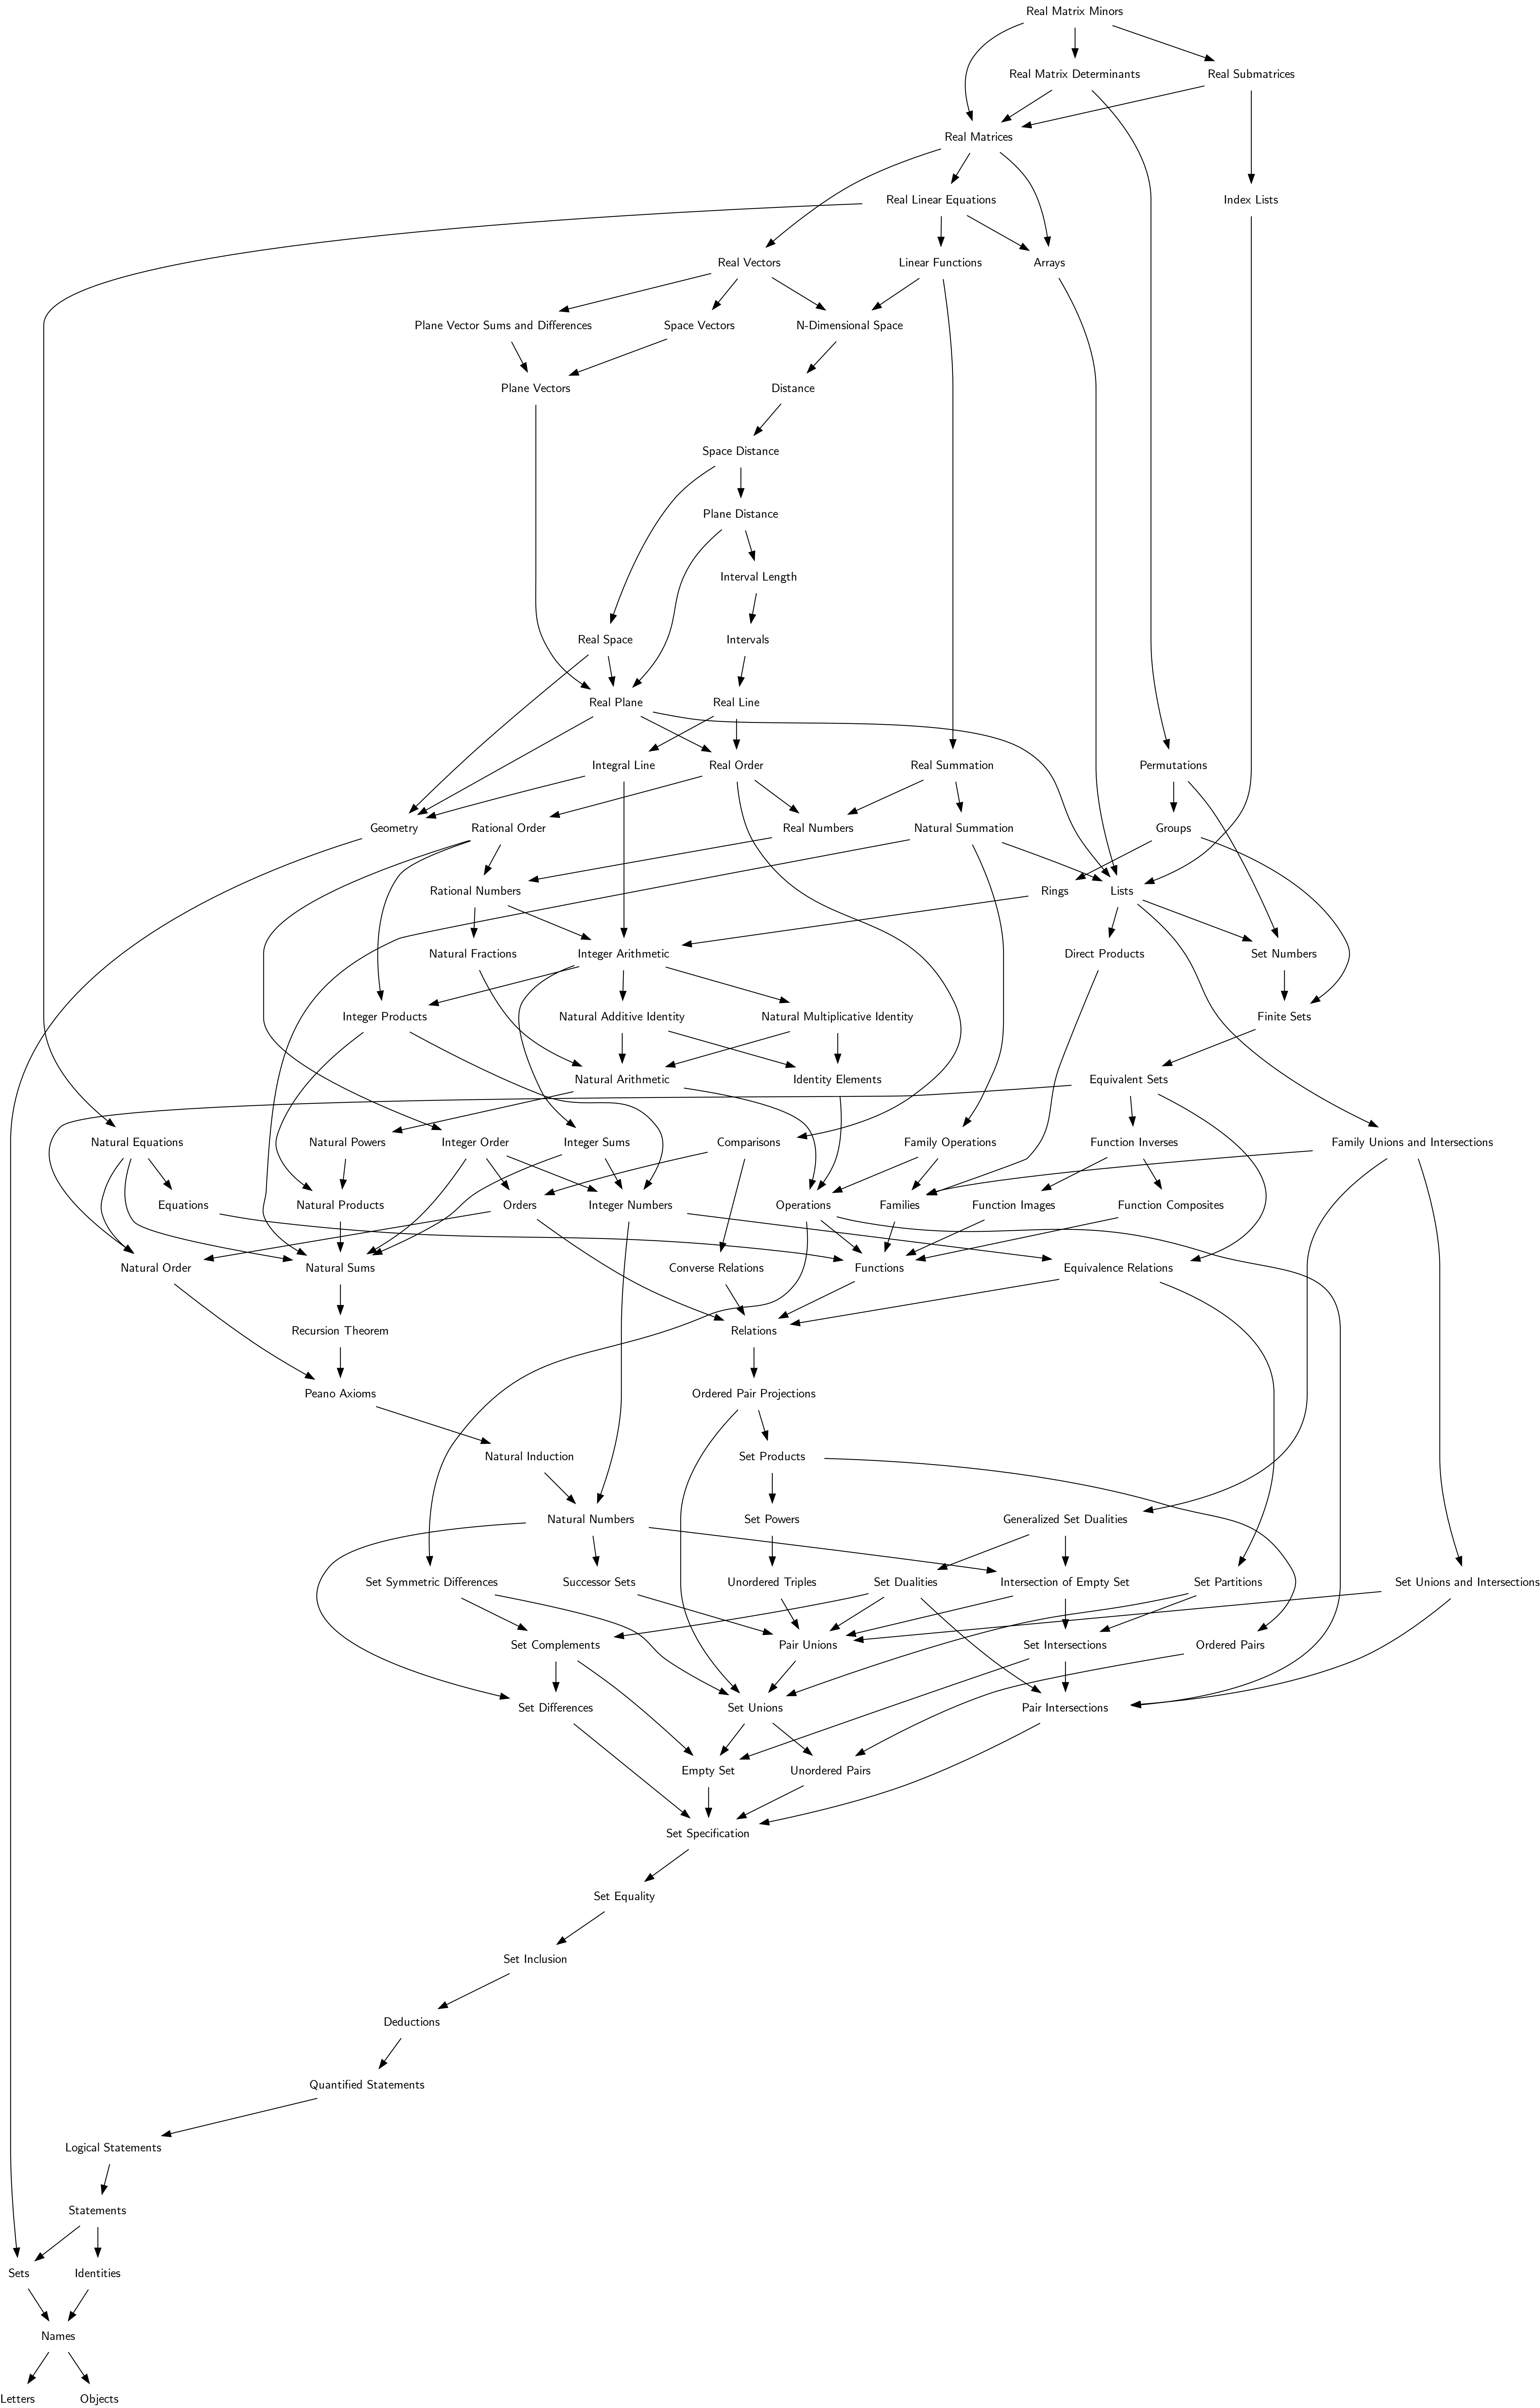 Real Matrix Minors
Real Matrix Determinants
Real Submatrices
Real Matrices
Real Linear Equations
Index Lists
Real Vectors
Linear Functions
Arrays
Plane Vector Sums and Differences
Space Vectors
N-Dimensional Space
Plane Vectors
Distance
Space Distance
Plane Distance
Interval Length
Real Space
Intervals
Real Plane
Real Line
Integral Line
Real Order
Real Summation
Permutations
Geometry
Rational Order
Real Numbers
Natural Summation
Groups
Rational Numbers
Rings
Lists
Natural Fractions
Integer Arithmetic
Direct Products
Set Numbers
Integer Products
Natural Additive Identity
Natural Multiplicative Identity
Finite Sets
Natural Arithmetic
Identity Elements
Equivalent Sets
Natural Equations
Natural Powers
Integer Order
Integer Sums
Comparisons
Family Operations
Function Inverses
Family Unions and Intersections
Equations
Natural Products
Orders
Integer Numbers
Operations
Families
Function Images
Function Composites
Natural Order
Natural Sums
Converse Relations
Functions
Equivalence Relations
Recursion Theorem
Relations
Peano Axioms
Ordered Pair Projections
Natural Induction
Set Products
Natural Numbers
Set Powers
Generalized Set Dualities
Set Symmetric Differences
Successor Sets
Unordered Triples
Set Dualities
Intersection of Empty Set
Set Partitions
Set Unions and Intersections
Set Complements
Pair Unions
Set Intersections
Ordered Pairs
Set Differences
Set Unions
Pair Intersections
Empty Set
Unordered Pairs
Set Specification
Set Equality
Set Inclusion
Deductions
Quantified Statements
Logical Statements
Statements
Sets
Identities
Names
Letters
Objects